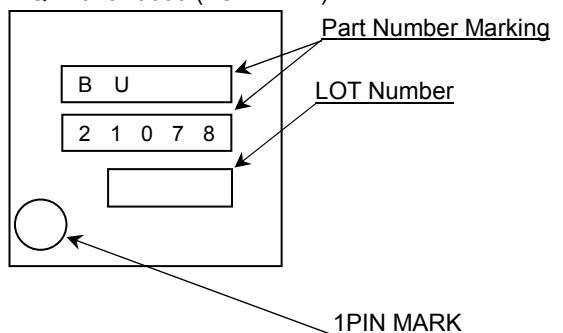 Part Number Marking
B U
LOT Number
2 1 0 7 8
1PIN MARK